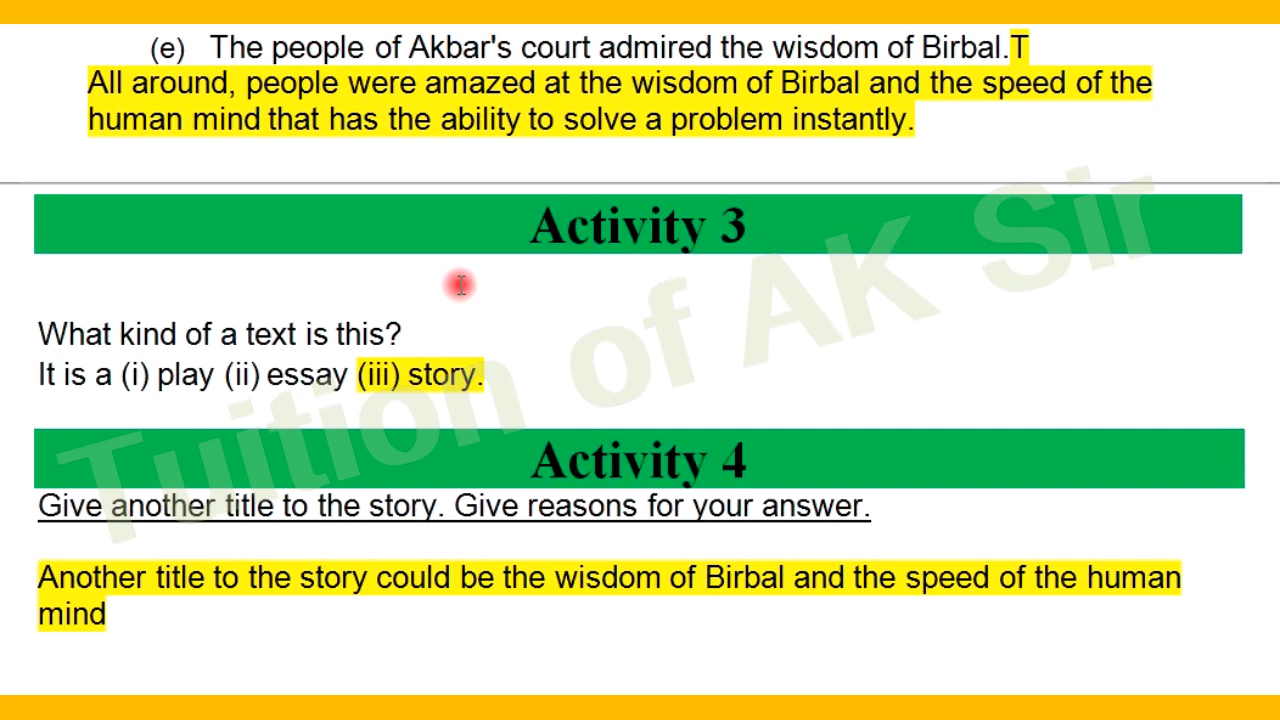 (e) The people of Akbar's court admired the wisdom of Birbal.T
All around, people were amazed at the wisdom of Birbal and the speed of the
human mind that has the ability to solve a problem instantly.
Activity 3
What kind of a text is this?
It is a (i) play (ii) essay (iii) story.
Activity 4
Give another title to the story. Give reasons for your answer.
Another title to the story could be the wisdom of Birbal and the speed of the human
mind
Tuition of AK Sir